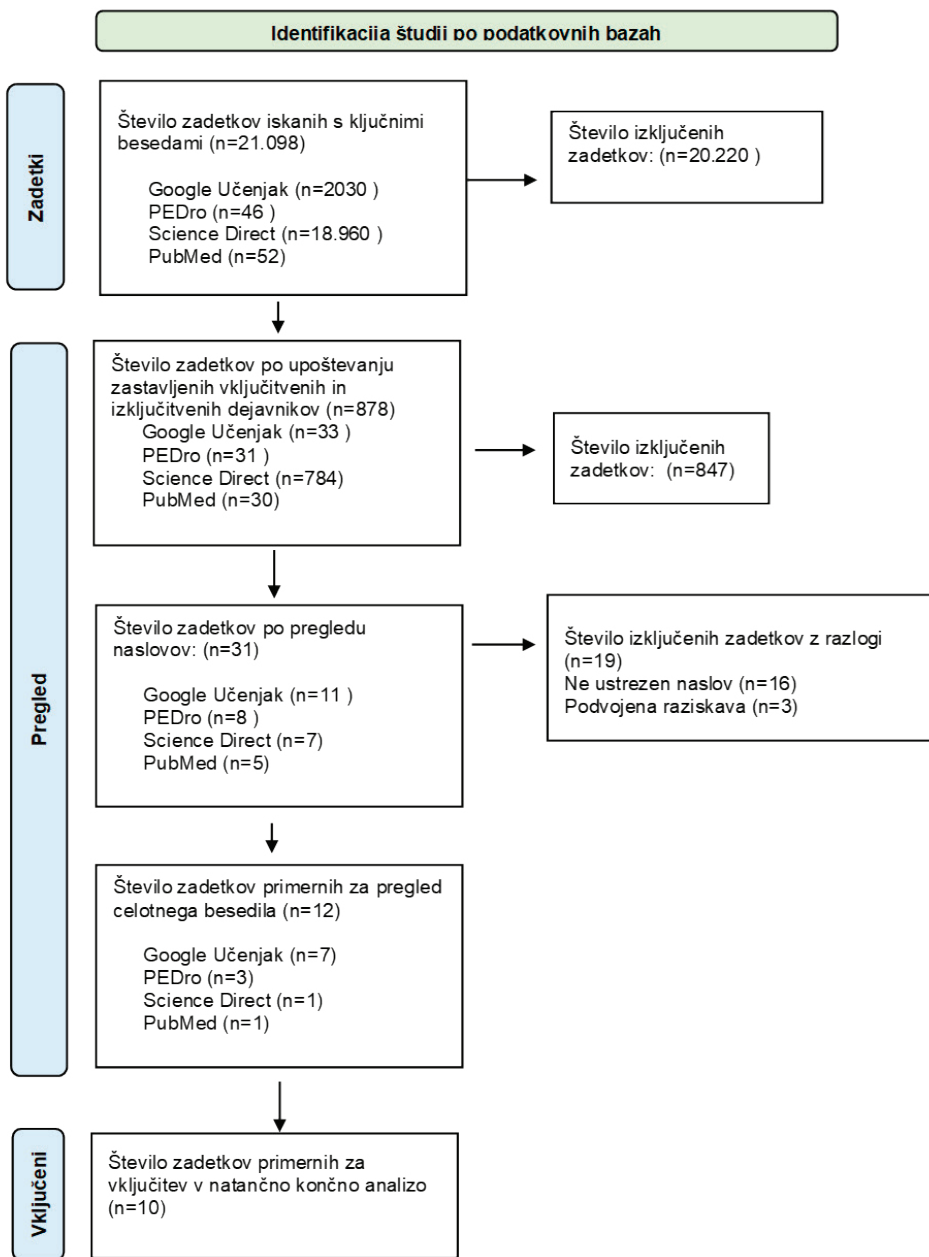 Identifikacija študij po podatkovnih bazah
Zadetki
Število zadetkov iskanih s ključnimi
besedami (n=21.098)
Google Učenjak (n=2030 )
PEDro (n=46 )
Science Direct (n=18.960 )
PubMed (n=52)
Število izključenih
zadetkov: (n=20.220 )
Pregled
Število zadetkov po upoštevanju
zastavljenih vključitvenih in
izključitvenih dejavnikov (n=878)
Google Učenjak (n=33 )
PEDro (n=31 )
Science Direct (n=784)
PubMed (n=30)
Število izključenih
zadetkov: (n=847)
Število zadetkov po pregledu
naslovov: (n=31)
Google Učenjak (n=11 )
PEDro (n=8 )
Science Direct (n=7)
PubMed (n=5)
Število izključenih zadetkov z razlogi
(n=19)
Ne ustrezen naslov (n=16)
Podvojena raziskava (n=3)
Število zadetkov primernih za pregled
celotnega besedila (n=12)
Google Učenjak (n=7)
PEDro (n=3)
Science Direct (n=1)
PubMed (n=1)
Vključeni
Število zadetkov primernih za
vključitev v natančno končno analizo
(n=10)